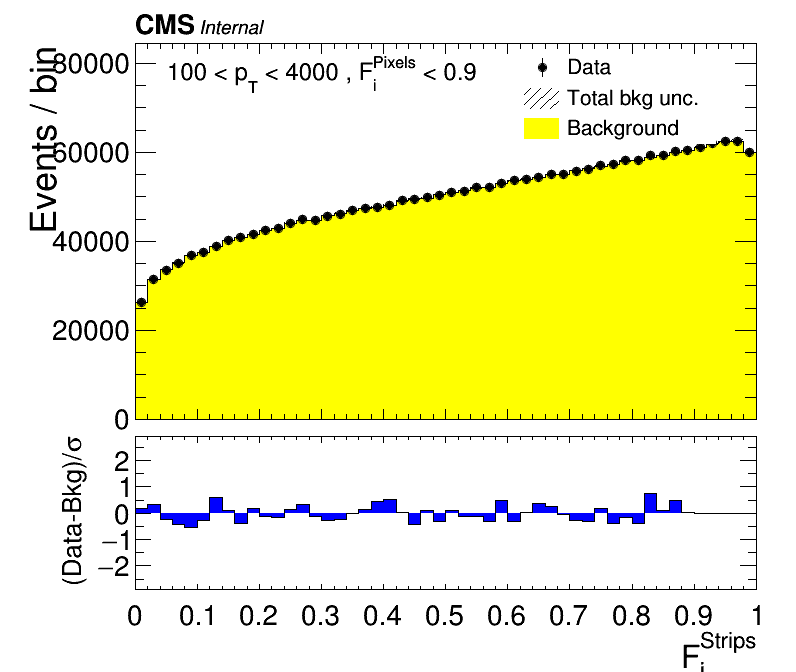 CMS Internal
100 < p_T < 4000 , F_i^Pixels < 0.9
Data
Total bkg unc.
Background
Events / bin
80000
60000
40000
20000
0
(Data-Bkg)/σ
2
1
0
−1
−2
0 0.1 0.2 0.3 0.4 0.5 0.6 0.7 0.8 0.9 1
F_i^Strips